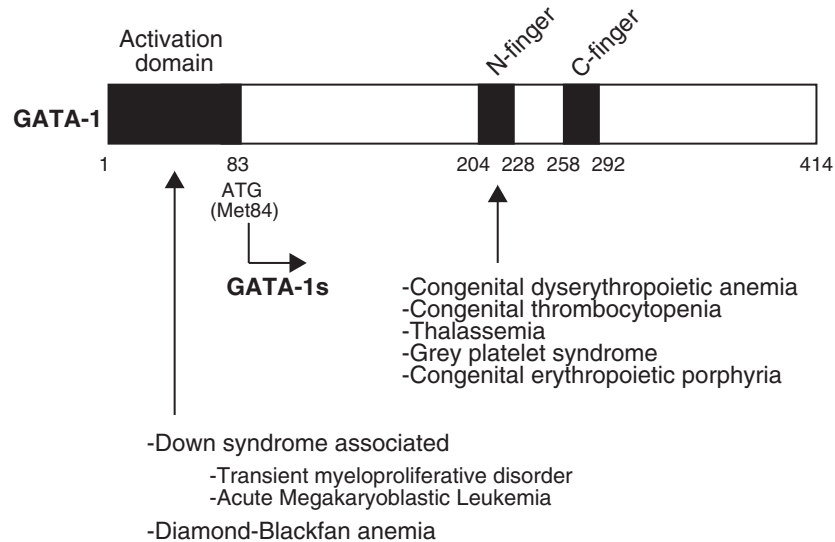 Activation
domain
N-finger
C-finger
GATA-1
1
83
204
228
258
292
414
ATG
(Met84)
GATA-1s
-Congenital dyserythropoietic anemia
-Congenital thrombocytopenia
-Thalassemia
-Grey platelet syndrome
-Congenital erythropoietic porphyria
-Down syndrome associated
-Transient myeloproliferative disorder
-Acute Megakaryoblastic Leukemia
-Diamond-Blackfan anemia